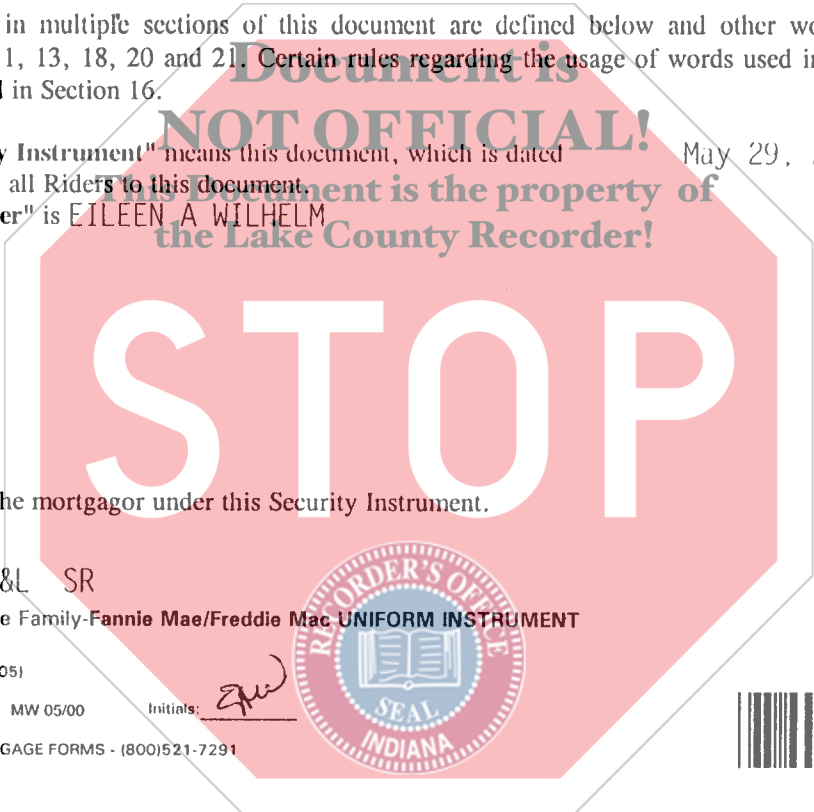 in multiple sections of this document are defined below and other wo
1, 13, 18, 20 and 21. Certain rules regarding the usage of words used in
in Section 16.
Document is
NOT OFFICIAL!
This Document is the property of
the Lake County Recorder!
y Instrument" means this document, which is dated May 29,
all Riders to this document.
er" is EILEEN A WILHELM
STOP
he mortgagor under this Security Instrument.
&L SR
e Family-Fannie Mae/Freddie Mac UNIFORM INSTRUMENT
05)
MW 05/00 Initials: EAW
GAGE FORMS - (800)521-7291
RECORDER'S OFFICE
SEAL
INDIANA